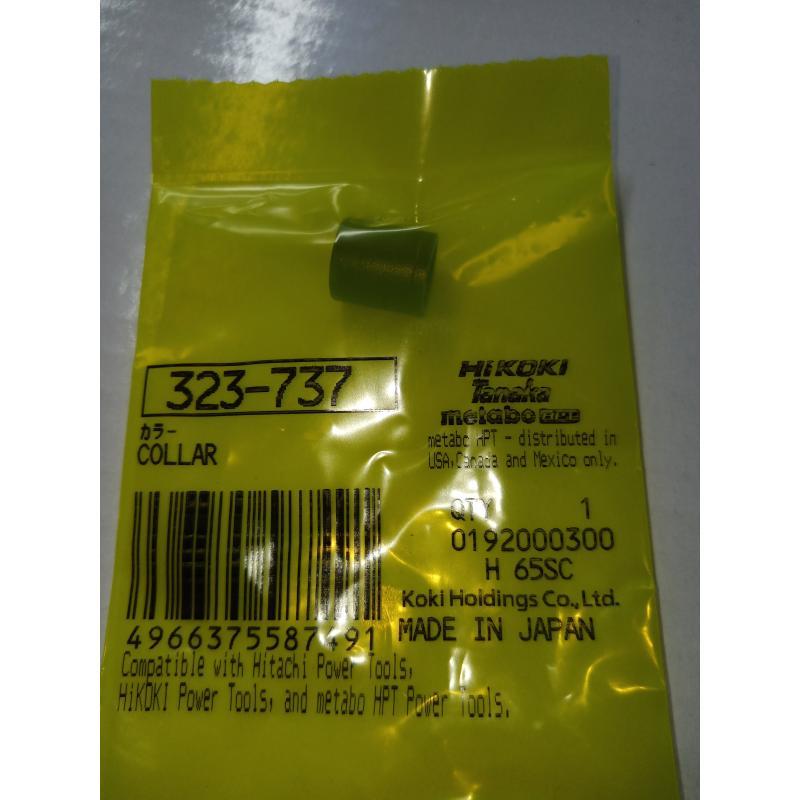 323-737
カラー
COLLAR
HiKOKI
Tanaka
metabo HPT
metabo HPT - distributed in
USA, Canada and Mexico only.
QTY 1
0192000300
H 65SC
Koki Holdings Co., Ltd.
MADE IN JAPAN
4966375587491
Compatible with Hitachi Power Tools,
HiKOKI Power Tools, and metabo HPT Power Tools.